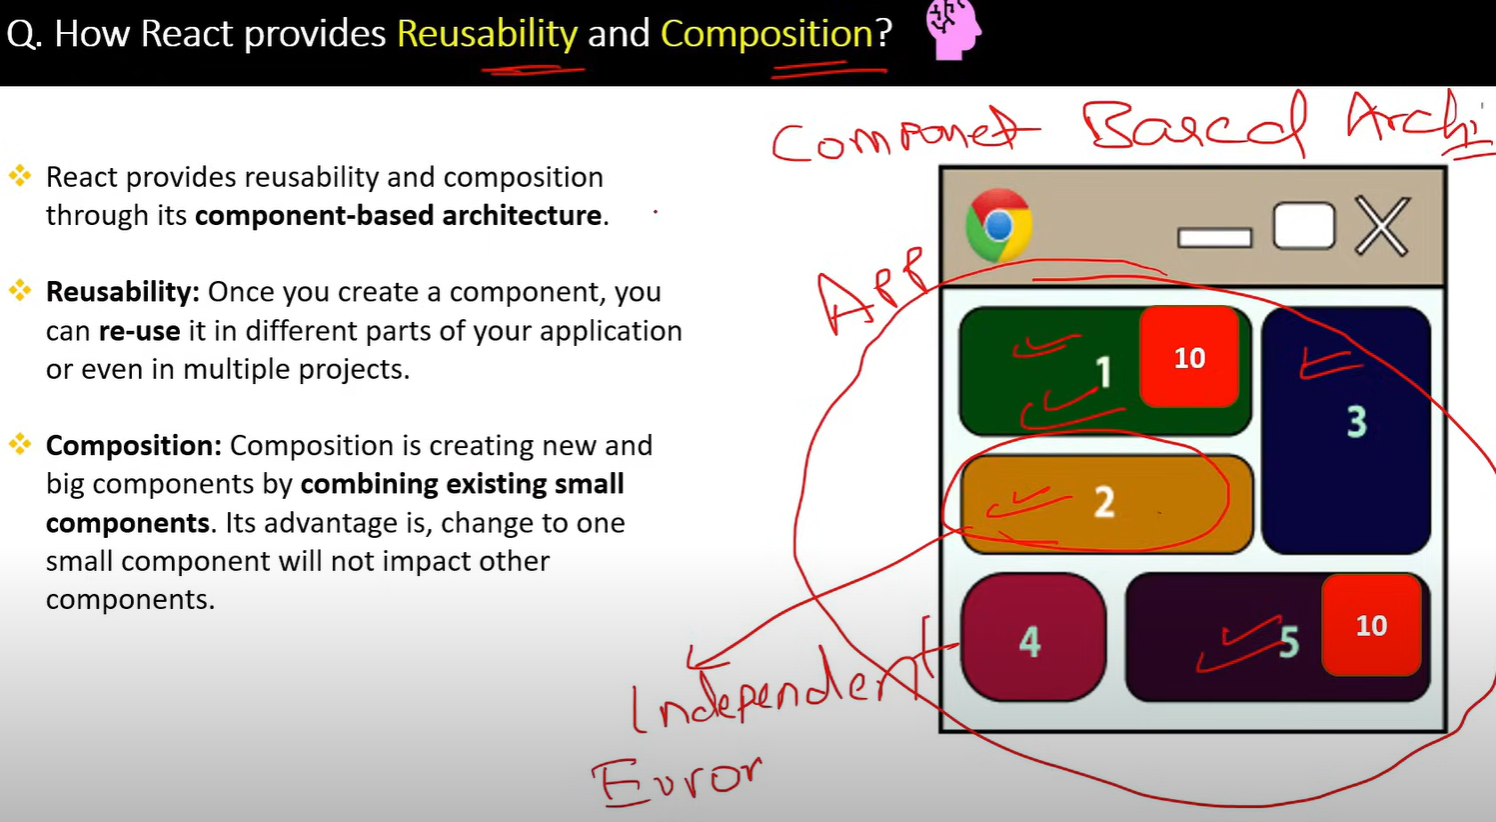 Q. How React provides Reusability and Composition?
Componet Based Archi
React provides reusability and composition
through its component-based architecture.
Reusability: Once you create a component, you
can re-use it in different parts of your application
or even in multiple projects.
Composition: Composition is creating new and
big components by combining existing small
components. Its advantage is, change to one
small component will not impact other
components.
APP
1
10
3
2
4
5
10
Independent
Error